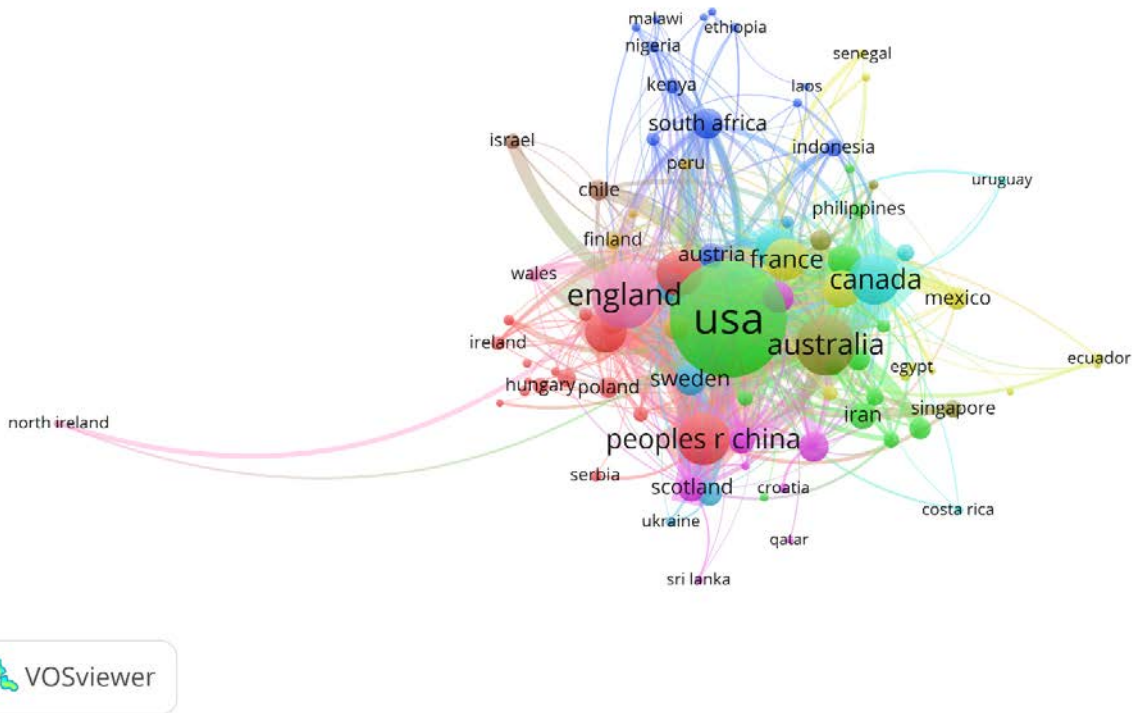 malawi
ethiopia
nigeria
senegal
kenya
laos
south africa
israel
indonesia
peru
uruguay
chile
philippines
finland
austria
france
wales
canada
england
mexico
usa
ireland
australia
ecuador
egypt
sweden
hungary
poland
singapore
iran
north ireland
peoples r china
serbia
scotland
croatia
costa rica
ukraine
qatar
sri lanka
VOSviewer